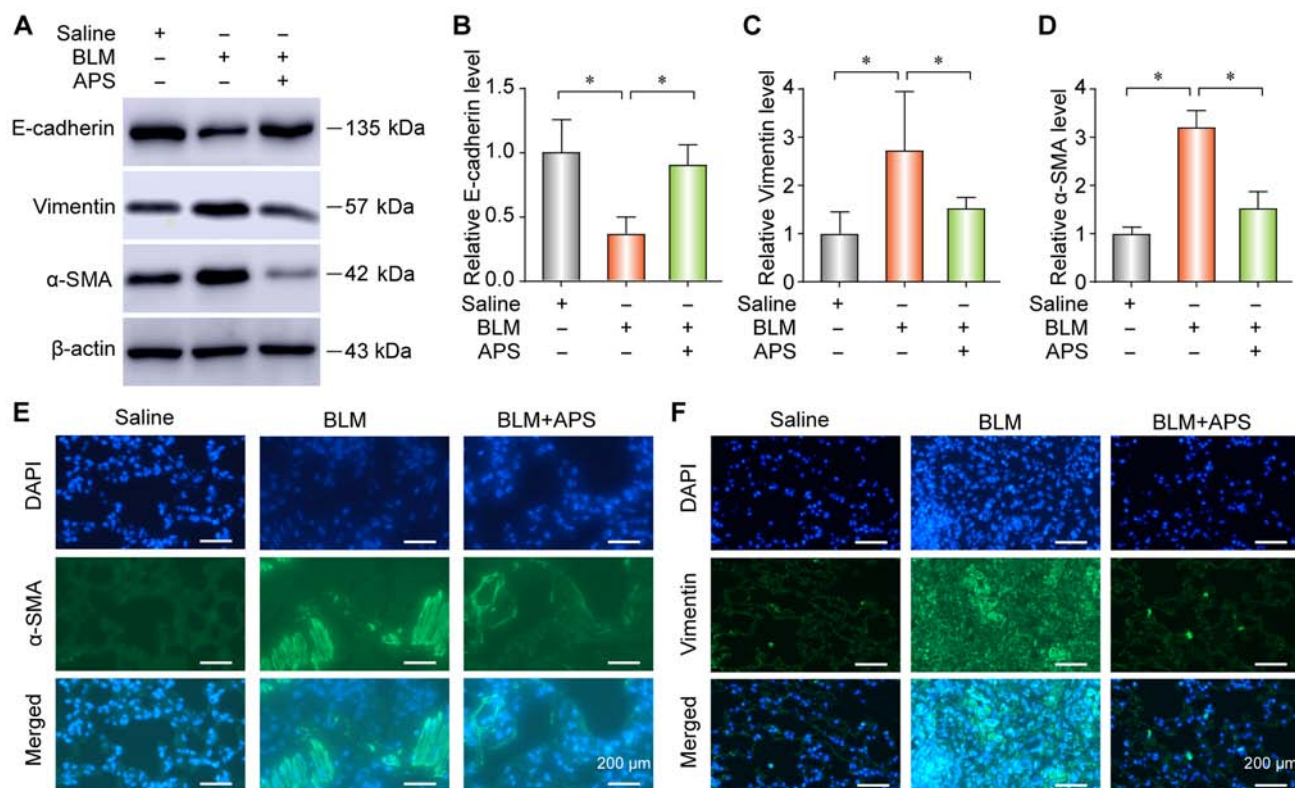 A
Saline + – –
BLM – + +
APS – – +
E-cadherin 135 kDa
Vimentin 57 kDa
α-SMA 42 kDa
β-actin 43 kDa
B
Relative E-cadherin level
1.5
1.0
0.5
0.0
* *
Saline + – –
BLM – + +
APS – – +
C
Relative Vimentin level
4
3
2
1
0
* *
Saline + – –
BLM – + +
APS – – +
D
Relative α-SMA level
4
3
2
1
0
* *
Saline + – –
BLM – + +
APS – – +
E
Saline BLM BLM+APS
DAPI
α-SMA
Merged
200 μm
F
Saline BLM BLM+APS
DAPI
Vimentin
Merged
200 μm